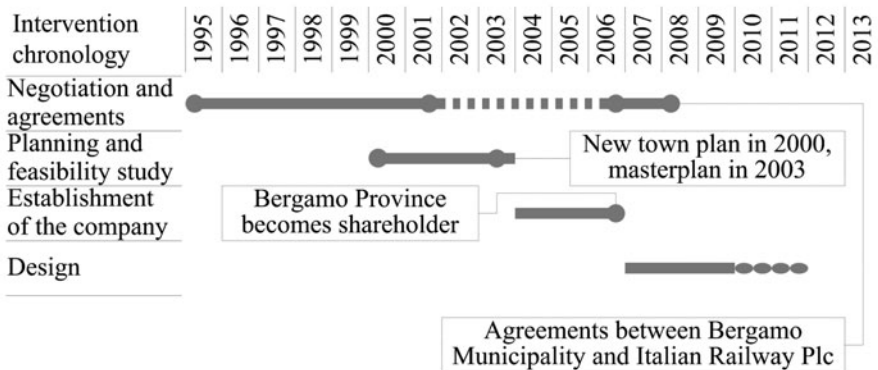 Intervention
chronology
1995 1996 1997 1998 1999 2000 2001 2002 2003 2004 2005 2006 2007 2008 2009 2010 2011 2012 2013
Negotiation and
agreements
Planning and
feasibility study
New town plan in 2000,
masterplan in 2003
Establishment
of the company
Bergamo Province
becomes shareholder
Design
Agreements between Bergamo
Municipality and Italian Railway Plc